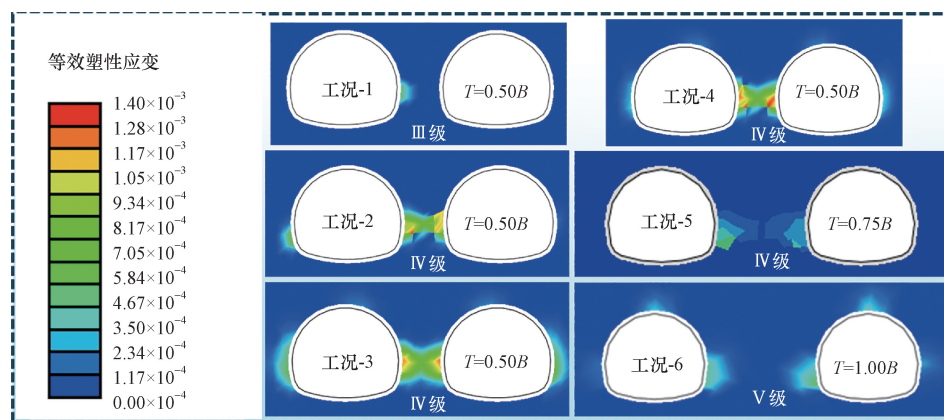 等效塑性应变
1.40×10⁻³
1.28×10⁻³
1.17×10⁻³
1.05×10⁻³
9.34×10⁻⁴
8.17×10⁻⁴
7.05×10⁻⁴
5.84×10⁻⁴
4.67×10⁻⁴
3.50×10⁻⁴
2.34×10⁻⁴
1.17×10⁻⁴
0.00×10⁻⁴
工况-1 T=0.50B
Ⅲ级
工况-4 T=0.50B
Ⅳ级
工况-2 T=0.50B
Ⅳ级
工况-5 T=0.75B
Ⅳ级
工况-3 T=0.50B
Ⅳ级
工况-6 T=1.00B
Ⅴ级